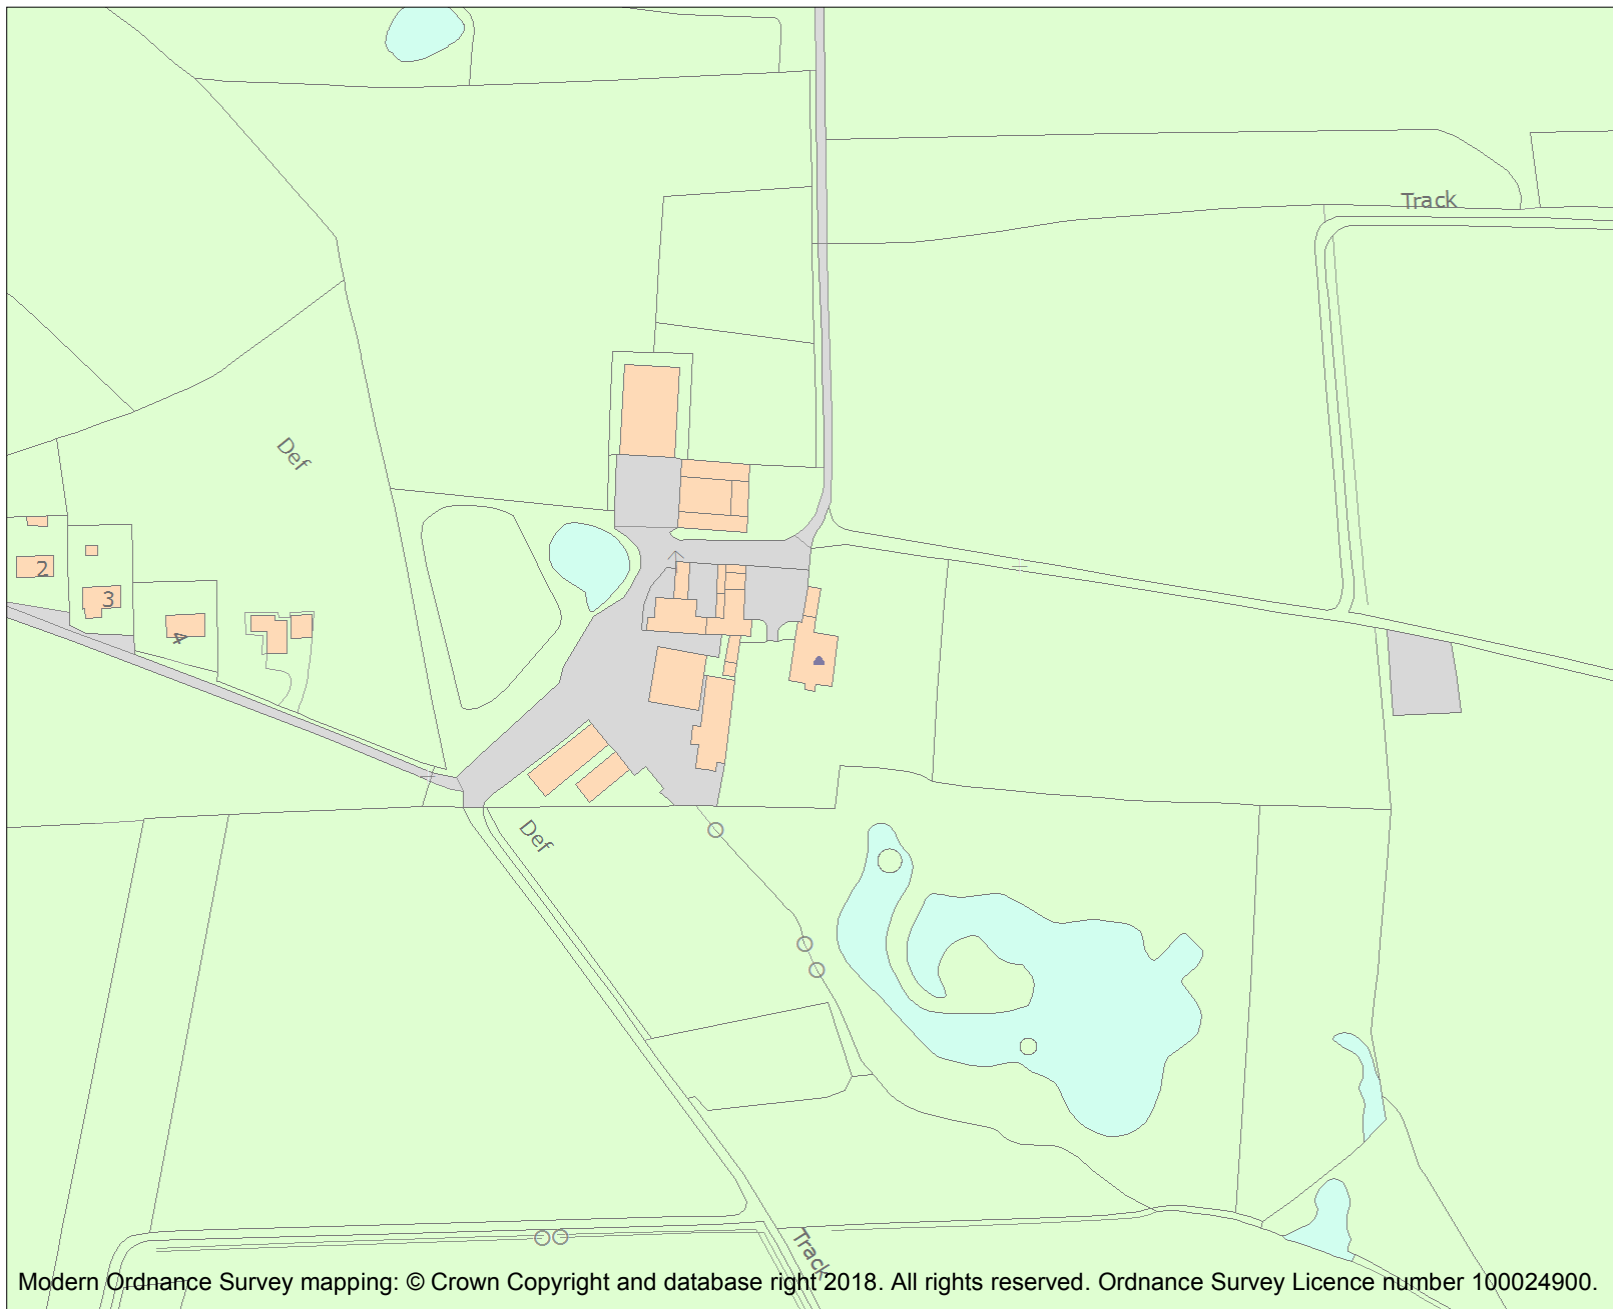 Track
Def
2
3
4
Def
Track
Modern Ordnance Survey mapping: © Crown Copyright and database right 2018. All rights reserved. Ordnance Survey Licence number 100024900.